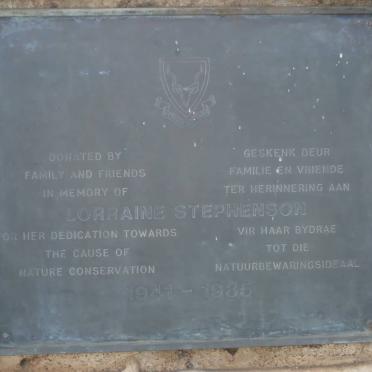 DONATED BY
FAMILY AND FRIENDS
IN MEMORY OF
GESKENK DEUR
FAMILIE EN VRIENDE
TER HERINNERING AAN
LORRAINE STEPHENSON
FOR HER DEDICATION TOWARDS
THE CAUSE OF
NATURE CONSERVATION
VIR HAAR BYDRAE
TOT DIE
NATUURBEWARINGSIDEAAL